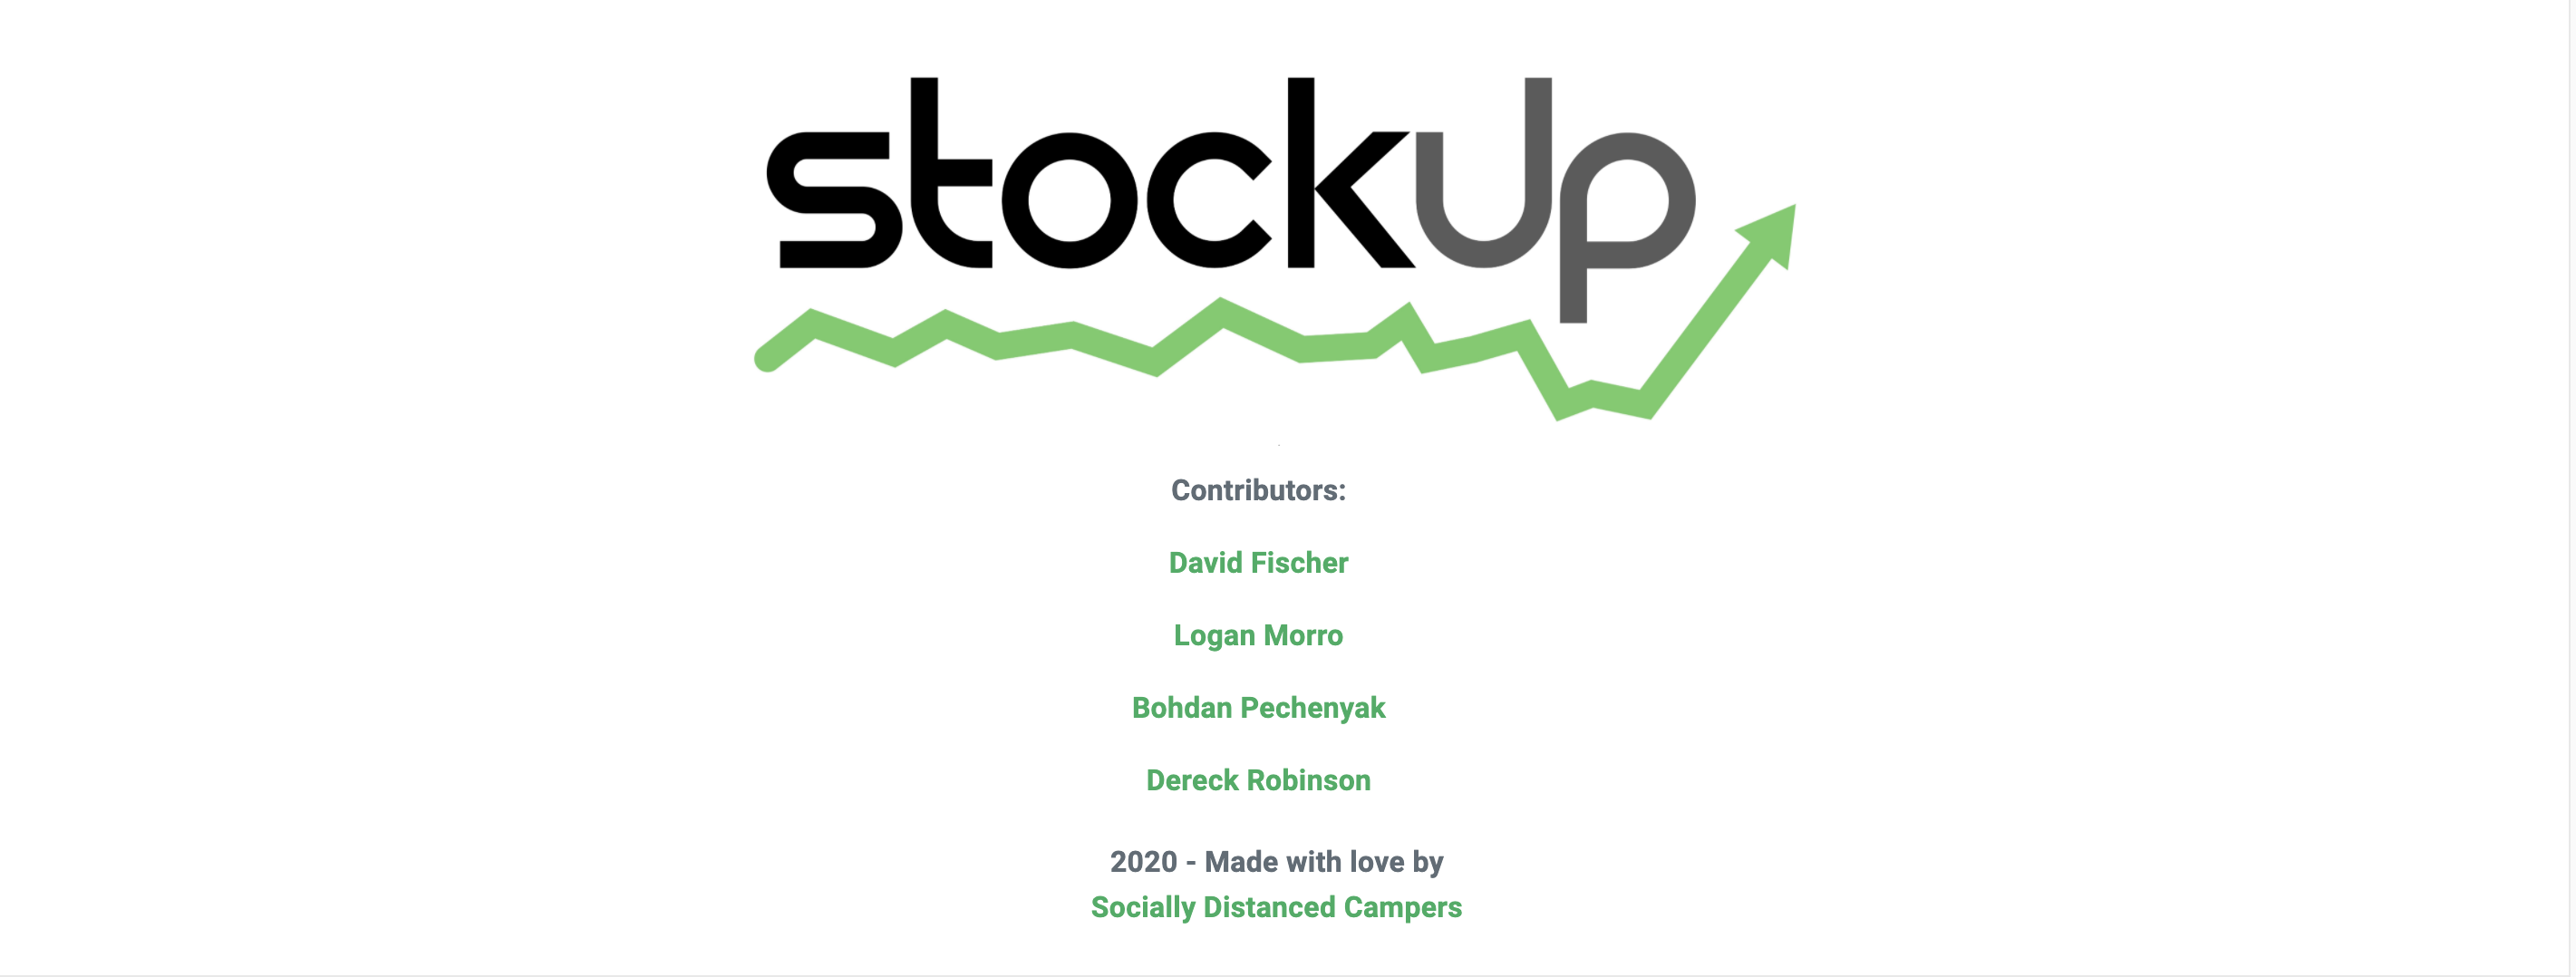 stockup
Contributors:
David Fischer
Logan Morro
Bohdan Pechenyak
Dereck Robinson
2020 - Made with love by
Socially Distanced Campers